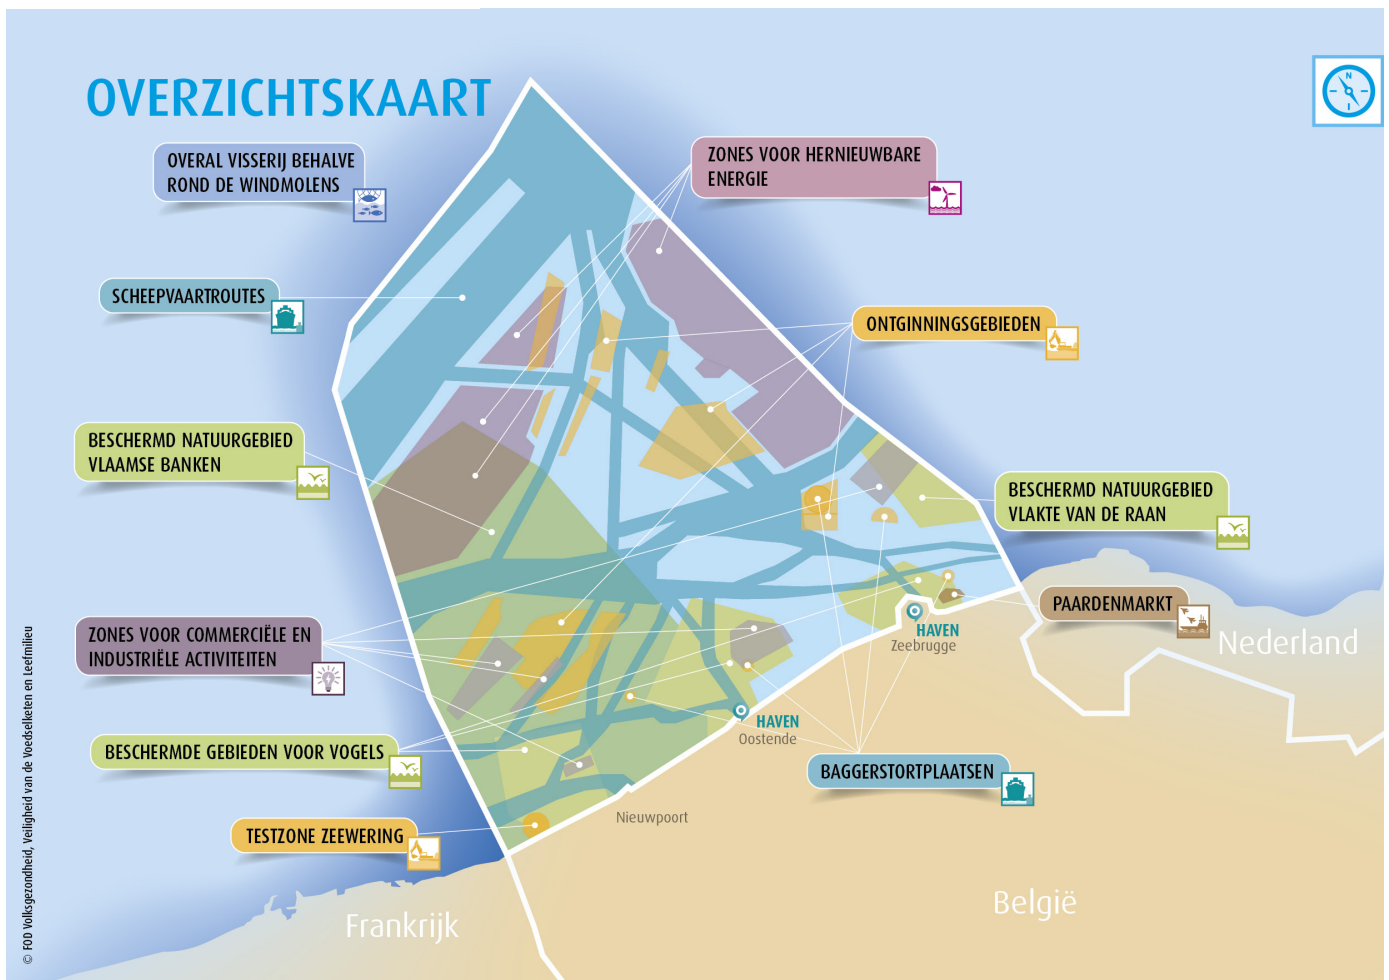 OVERZICHTSKAART
N
OVERAL VISSERIJ BEHALVE
ROND DE WINDMOLENS
ZONES VOOR HERNIEUWBARE
ENERGIE
SCHEEPVAARTROUTES
ONTGINNINGSGEBIEDEN
BESCHERMD NATUURGEBIED
VLAAMSE BANKEN
BESCHERMD NATUURGEBIED
VLAKTE VAN DE RAAN
PAARDENMARKT
ZONES VOOR COMMERCIËLE EN
INDUSTRIËLE ACTIVITEITEN
HAVEN
Zeebrugge
Nederland
HAVEN
Oostende
BESCHERMDE GEBIEDEN VOOR VOGELS
BAGGERSTORTPLAATSEN
Nieuwpoort
TESTZONE ZEEWERING
België
Frankrijk
© FOD Volksgezondheid, Veiligheid van de Voedselketen en Leefmilieu